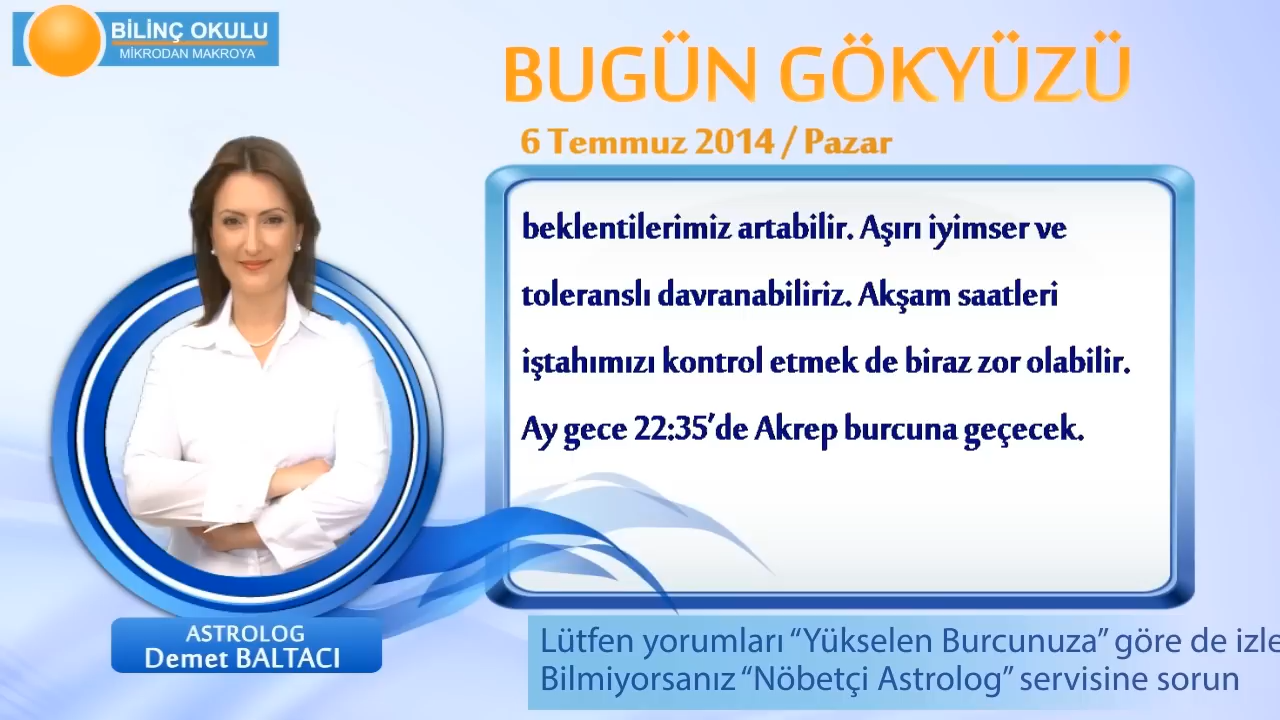 BİLİNÇ OKULU
MİKRODAN MAKROYA
BUGÜN GÖKYÜZÜ
6 Temmuz 2014 / Pazar
beklentilerimiz artabilir. Aşırı iyimser ve
toleranslı davranabiliriz. Akşam saatleri
iştahımızı kontrol etmek de biraz zor olabilir.
Ay gece 22:35'de Akrep burcuna geçecek.
ASTROLOG
Demet BALTACI
Lütfen yorumları “Yükselen Burcunuza” göre de izle
Bilmiyorsanız “Nöbetçi Astrolog” servisine sorun